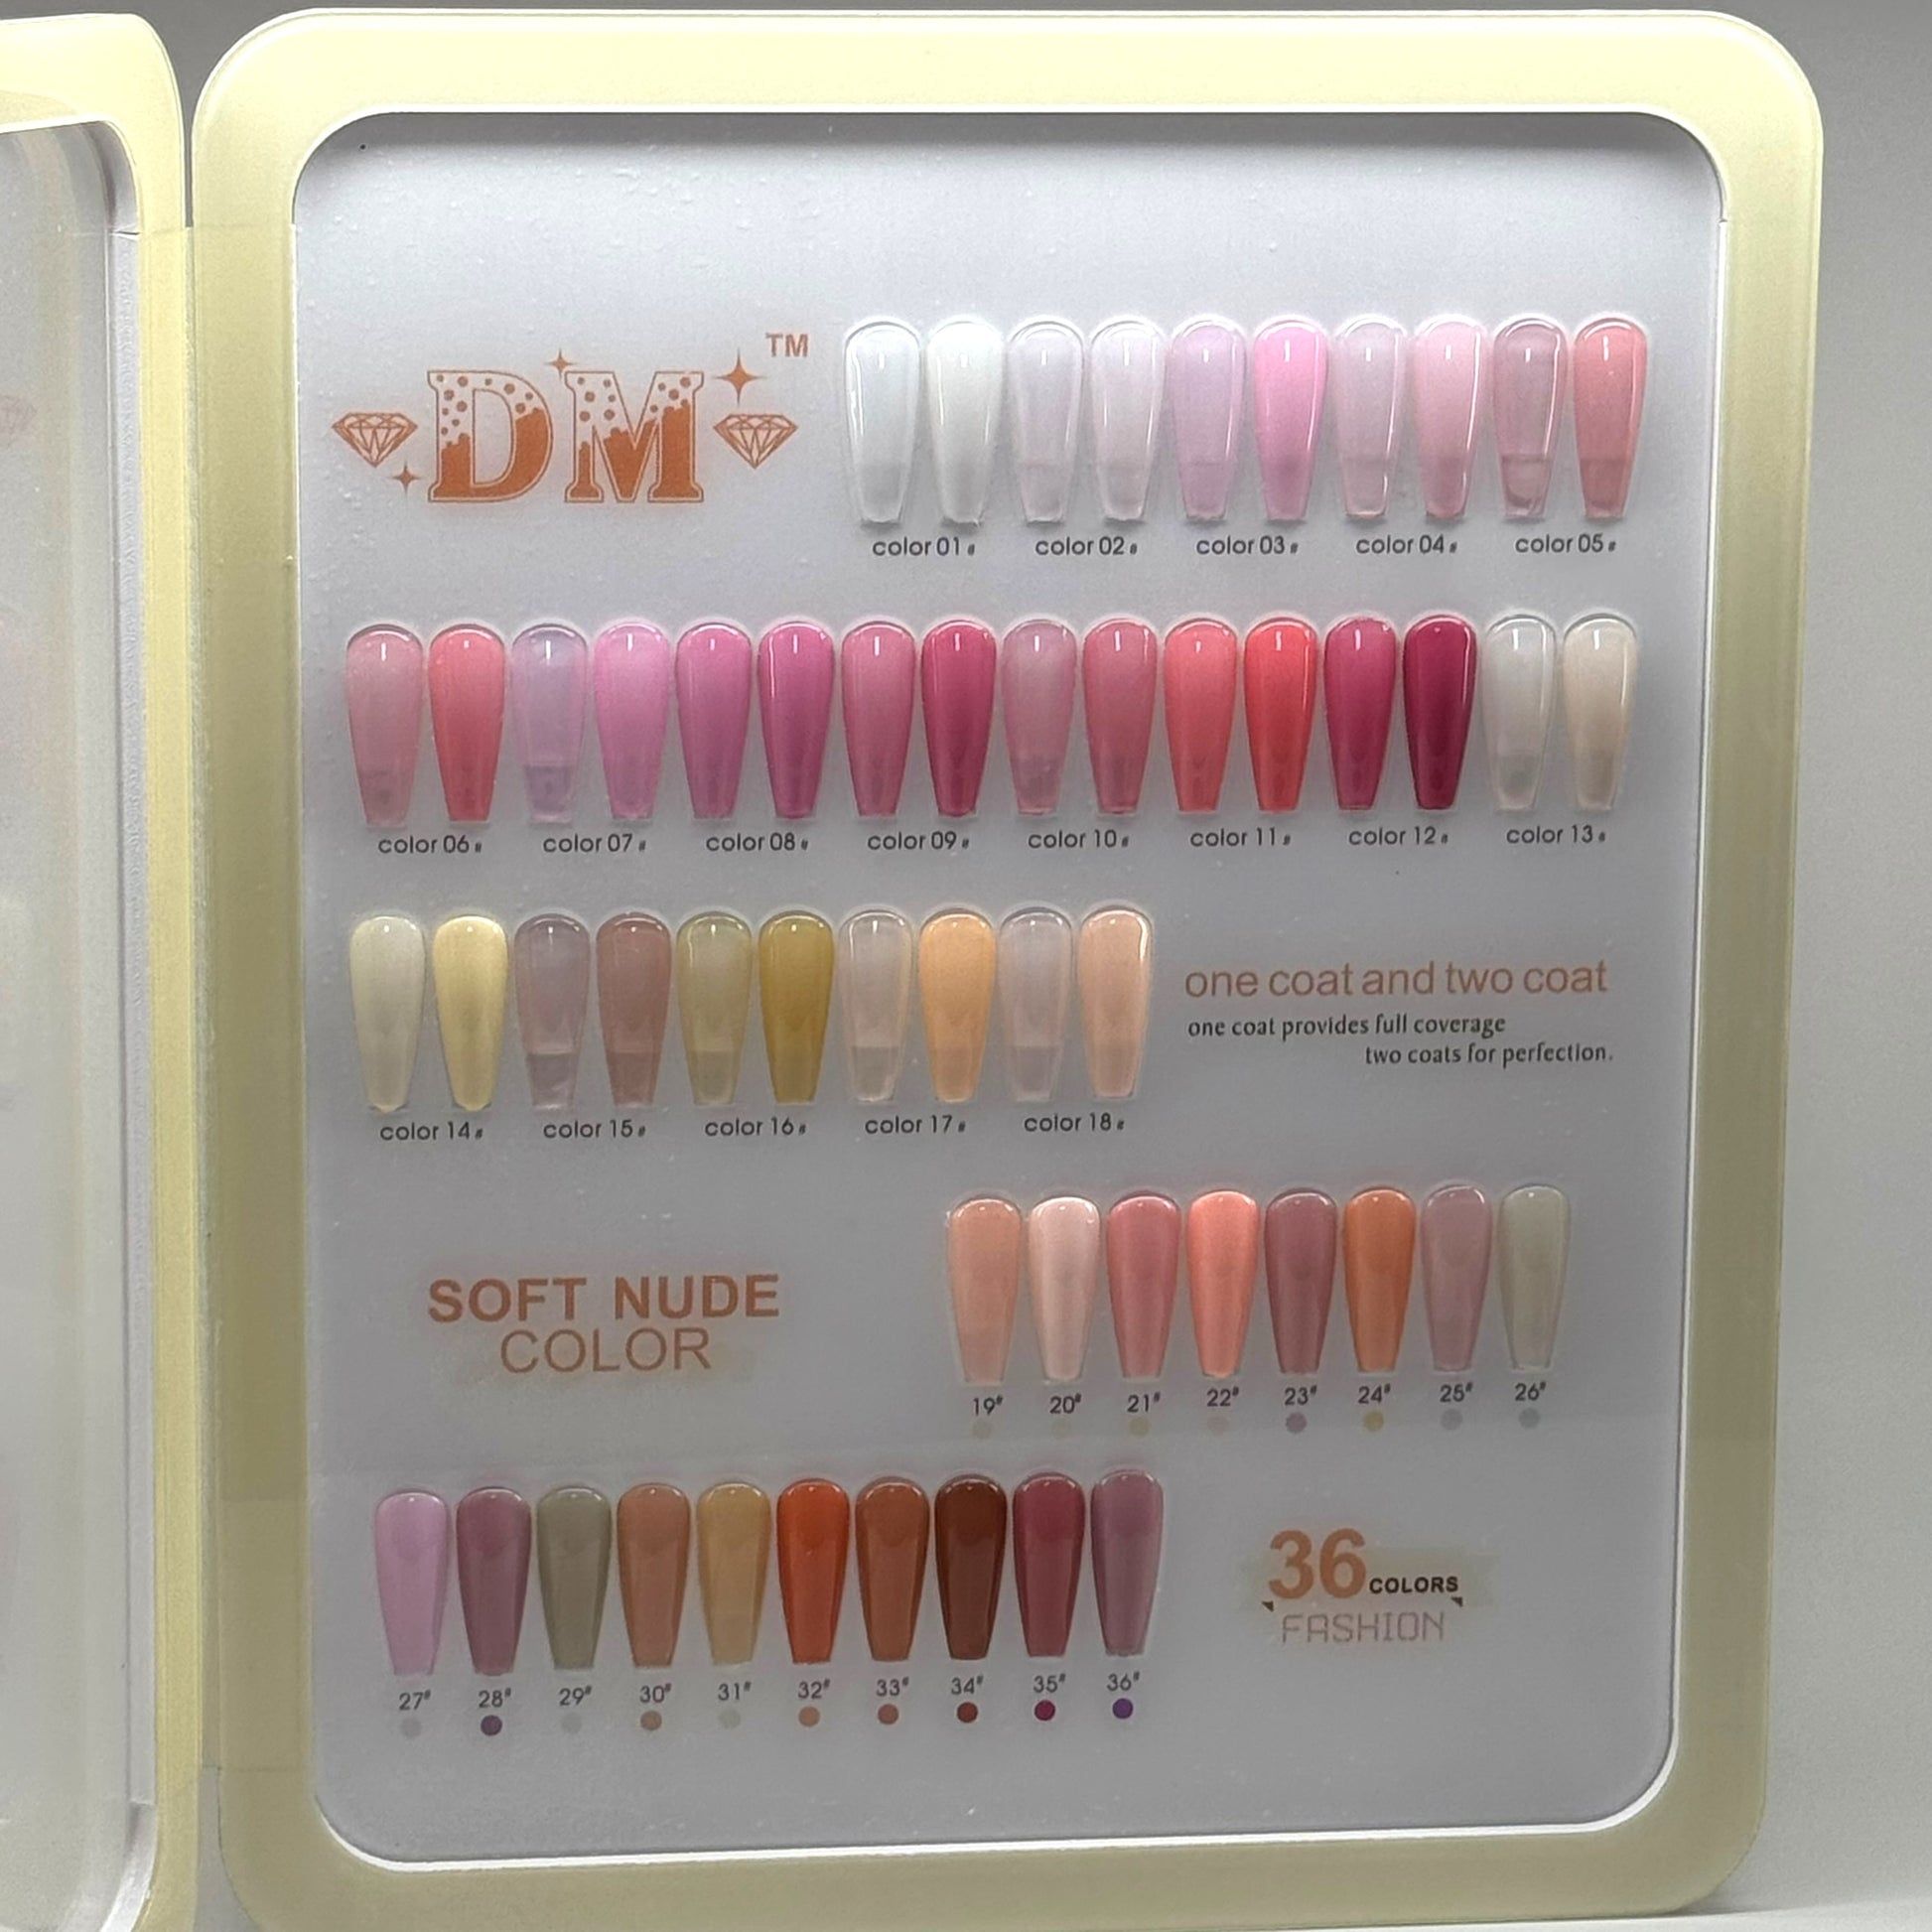 DM™
color 01# color 02# color 03# color 04# color 05#
color 06# color 07# color 08# color 09# color 10# color 11# color 12# color 13#
color 14# color 15# color 16# color 17# color 18#
one coat and two coat
one coat provides full coverage
two coats for perfection.
SOFT NUDE
COLOR
19# 20# 21# 22# 23# 24# 25# 26#
27# 28# 29# 30# 31# 32# 33# 34# 35# 36#
36 COLORS
FASHION